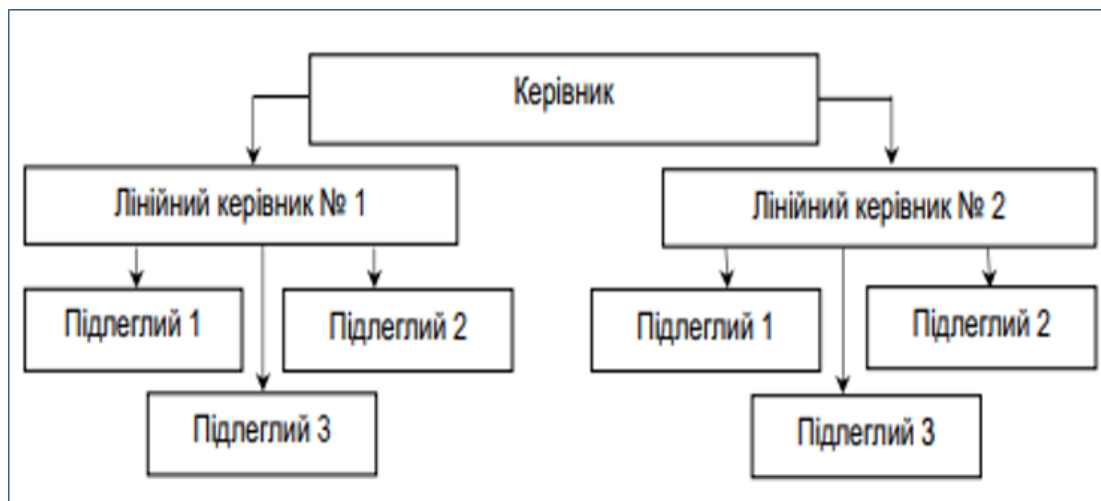 Керівник
Лінійний керівник № 1
Лінійний керівник № 2
Підлеглий 1
Підлеглий 2
Підлеглий 1
Підлеглий 2
Підлеглий 3
Підлеглий 3